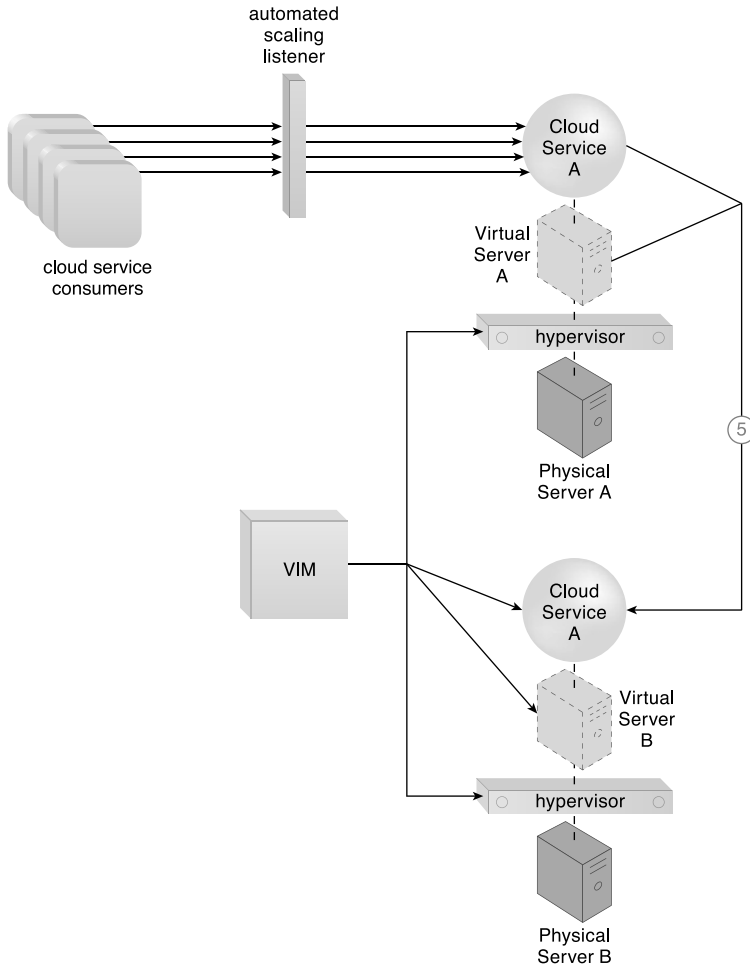 automated
scaling
listener
Cloud
Service
A
cloud service
consumers
Virtual
Server
A
hypervisor
Physical
Server A
5
VIM
Cloud
Service
A
Virtual
Server
B
hypervisor
Physical
Server B